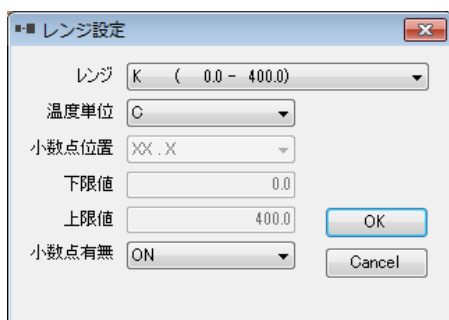 レンジ設定
レンジ K ( 0.0 - 400.0)
温度単位 C
小数点位置 XX.X
下限値 0.0
上限値 400.0 OK
小数点有無 ON Cancel